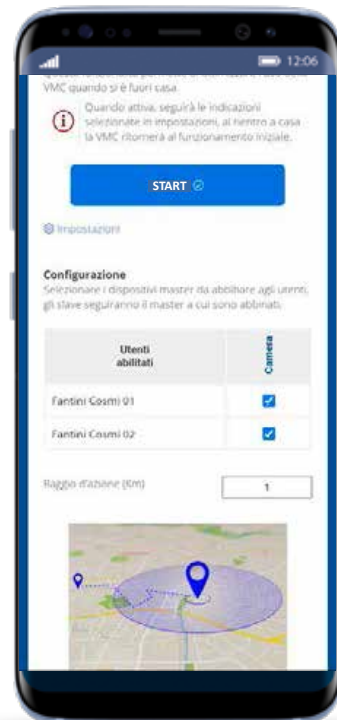 12:06
VMC quando si è fuori casa.
Quando attiva, seguirà le indicazioni
selezionate in impostazioni, al rientro a casa
la VMC ritornerà al funzionamento iniziale.
START
Impostazioni
Configurazione
Selezionare i dispositivi master da abbinare agli utenti,
gli slave seguiranno il master a cui sono abbinati.
Utenti
abilitati
Camera
Fantini Cosmi 01
Fantini Cosmi 02
Raggio d'azione (Km)
1